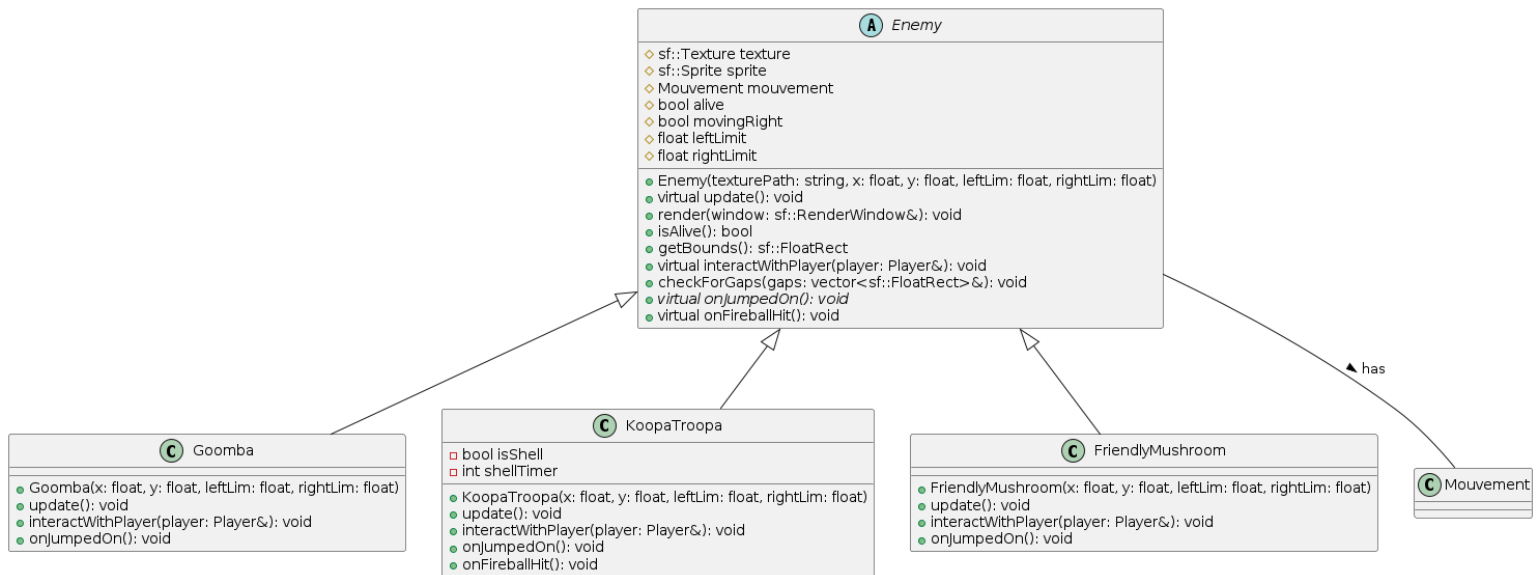 A Enemy
sf::Texture texture
sf::Sprite sprite
Mouvement mouvement
bool alive
bool movingRight
float leftLimit
float rightLimit
Enemy(texturePath: string, x: float, y: float, leftLim: float, rightLim: float)
virtual update(): void
render(window: sf::RenderWindow&): void
isAlive(): bool
getBounds(): sf::FloatRect
virtual interactWithPlayer(player: Player&): void
checkForGaps(gaps: vector<sf::FloatRect>&): void
virtual onJumpedOn(): void
virtual onFireballHit(): void
has
C Goomba
Goomba(x: float, y: float, leftLim: float, rightLim: float)
update(): void
interactWithPlayer(player: Player&): void
onJumpedOn(): void
C KoopaTroopa
bool isShell
int shellTimer
KoopaTroopa(x: float, y: float, leftLim: float, rightLim: float)
update(): void
interactWithPlayer(player: Player&): void
onJumpedOn(): void
onFireballHit(): void
C FriendlyMushroom
FriendlyMushroom(x: float, y: float, leftLim: float, rightLim: float)
update(): void
interactWithPlayer(player: Player&): void
onJumpedOn(): void
C Mouvement